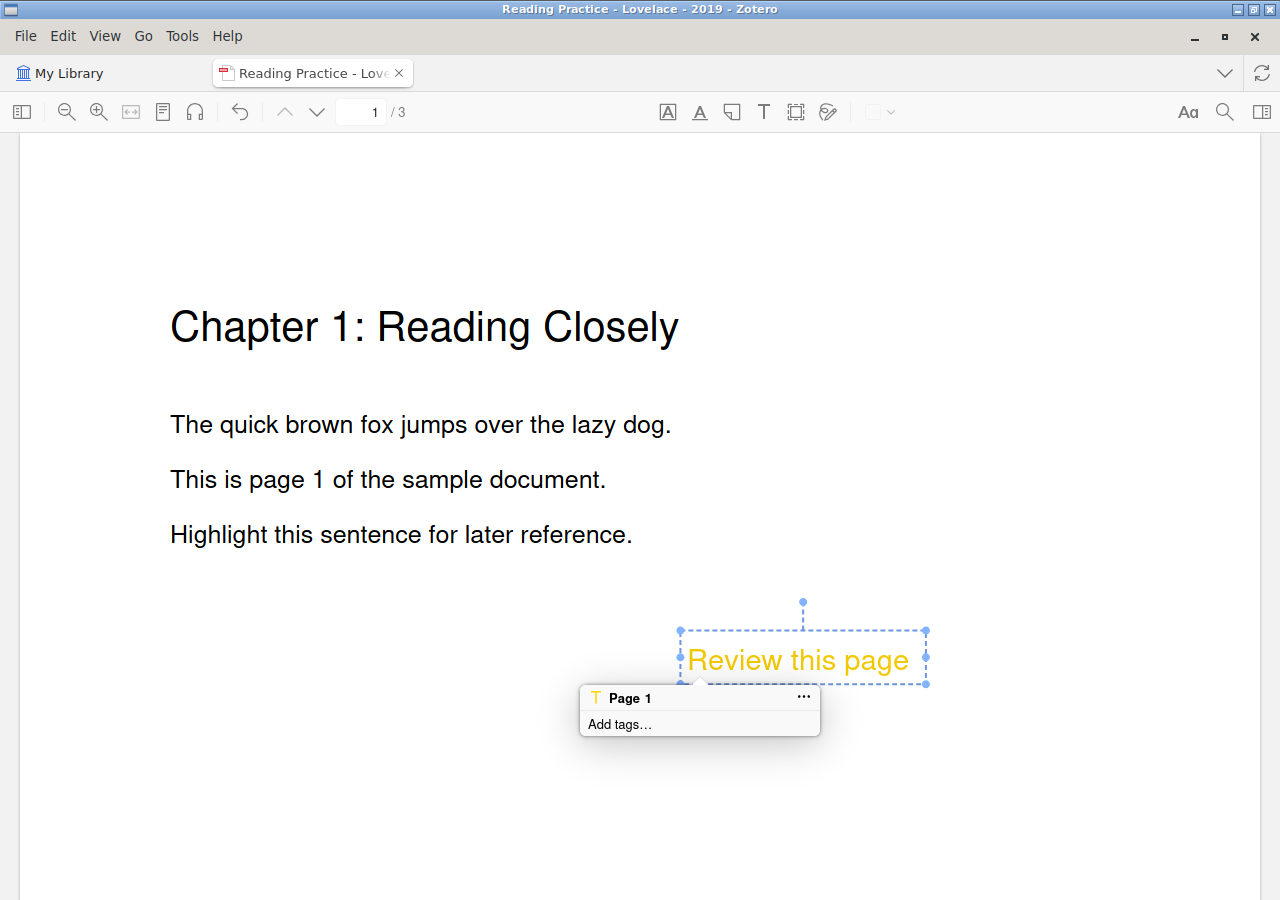 Reading Practice - Lovelace - 2019 - Zotero
File Edit View Go Tools Help
My Library
Reading Practice - Love
1 / 3
Aa
Chapter 1: Reading Closely
The quick brown fox jumps over the lazy dog.
This is page 1 of the sample document.
Highlight this sentence for later reference.
Review this page
Page 1
Add tags…